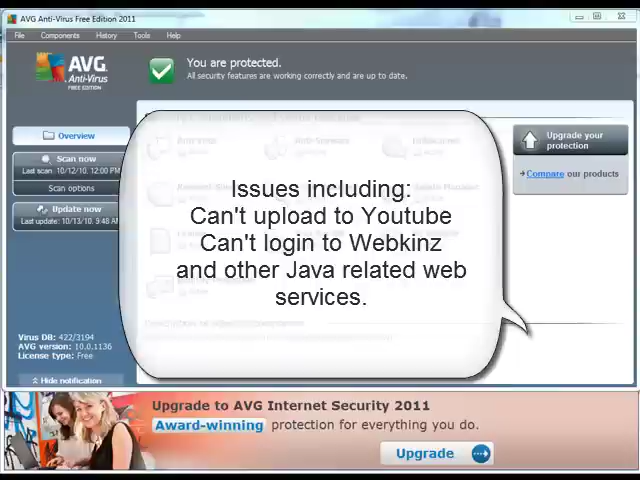 AVG Anti-Virus Free Edition 2011
File Components History Tools Help
AVG.
Anti-Virus
FREE EDITION
You are protected.
All security features are working correctly and are up to date.
Overview
Scan now
Last scan: 10/12/10, 12:00 PM
Scan options
Update now
Last update: 10/13/10, 9:48 AM
Issues including:
Can't upload to Youtube
Can't login to Webkinz
and other Java related web
services.
Upgrade your
protection
Compare our products
Virus DB: 422/3194
AVG version: 10.0.1136
License type: Free
Hide notification
Upgrade to AVG Internet Security 2011
Award-winning protection for everything you do.
Upgrade